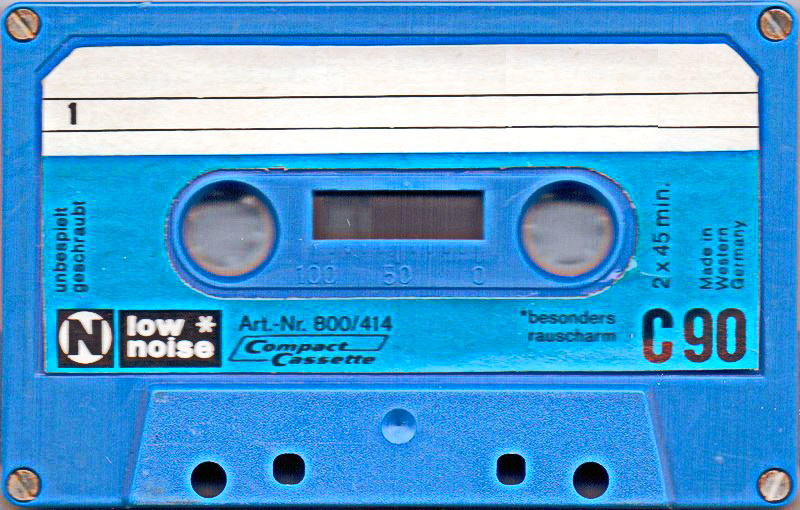 1
unbespielt
geschraubt
100 50 0
2 x 45 min.
Made in
Western
Germany
N
low *
noise
Art.-Nr. 800/414
Compact
Cassette
*besonders
rauscharm
C 90